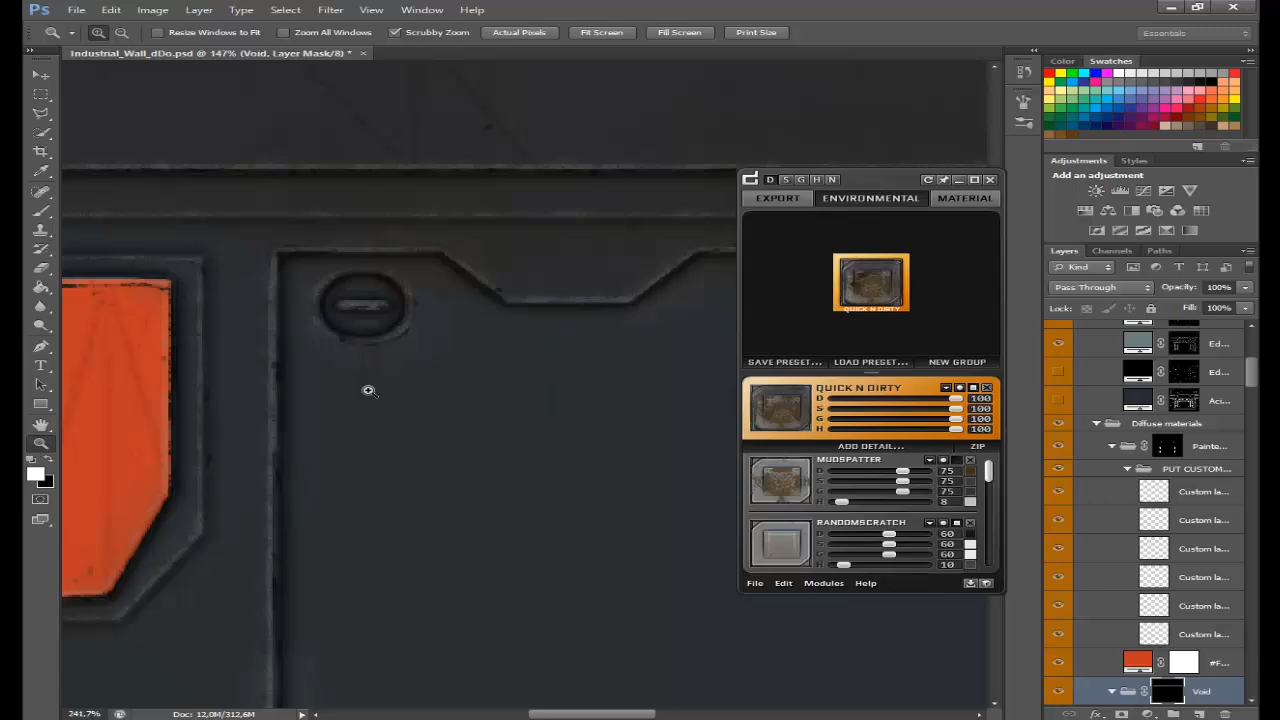 Ps File Edit Image Layer Type Select Filter View Window Help
Resize Windows to Fit Zoom All Windows Scrubby Zoom Actual Pixels Fit Screen Fill Screen Print Size Essentials
Industrial_Wall_dDo.psd @ 147% (Void, Layer Mask/8) * ×
Color Swatches
Adjustments Styles
Add an adjustment
Layers Channels Paths
Kind
Pass Through Opacity: 100%
Lock: Fill: 100%
Ed...
Ed...
Aci...
Diffuse materials
Painte...
PUT CUSTOM...
Custom la...
Custom la...
Custom la...
Custom la...
Custom la...
Custom la...
#F...
Void
D S G H N
EXPORT ENVIRONMENTAL MATERIAL
QUICK N DIRTY
SAVE PRESET... LOAD PRESET... NEW GROUP
QUICK N DIRTY
D 100
S 100
G 100
H 100
ADD DETAIL... ZIP
MUDSPATTER
D 75
S 75
G 75
H 8
RANDOMSCRATCH
D 60
S 60
G 60
H 10
File Edit Modules Help
241,7% Doc: 12,0M/312,6M